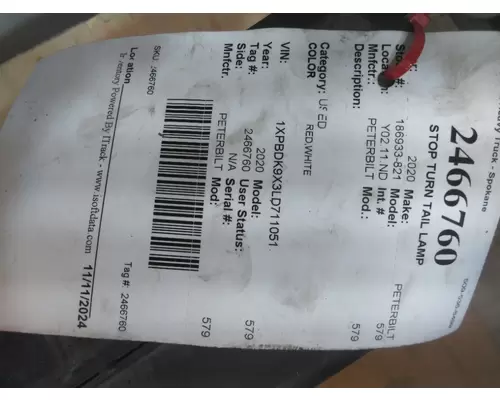 Truck - Spokane
2466760
STOP TURN TAIL LAMP
2020 Make: PETERBILT
186933-821 Int. # 579
Y02.11.ND Model: 579
Mnfctr.: PETERBILT Mod.:
Description:
Category: USED
COLOR RED,WHITE
VIN: 1XPBDK9X3LD711051
Year: 2020 Model: 579
Tag #: 2466760 User Status:
Side: N/A Serial #:
Mnfctr: PETERBILT Mod: 579
SKU: 2466760 Tag #: 2466760
Location
Inventory Powered By ITrack - www.isoftdata.com 11/11/2024